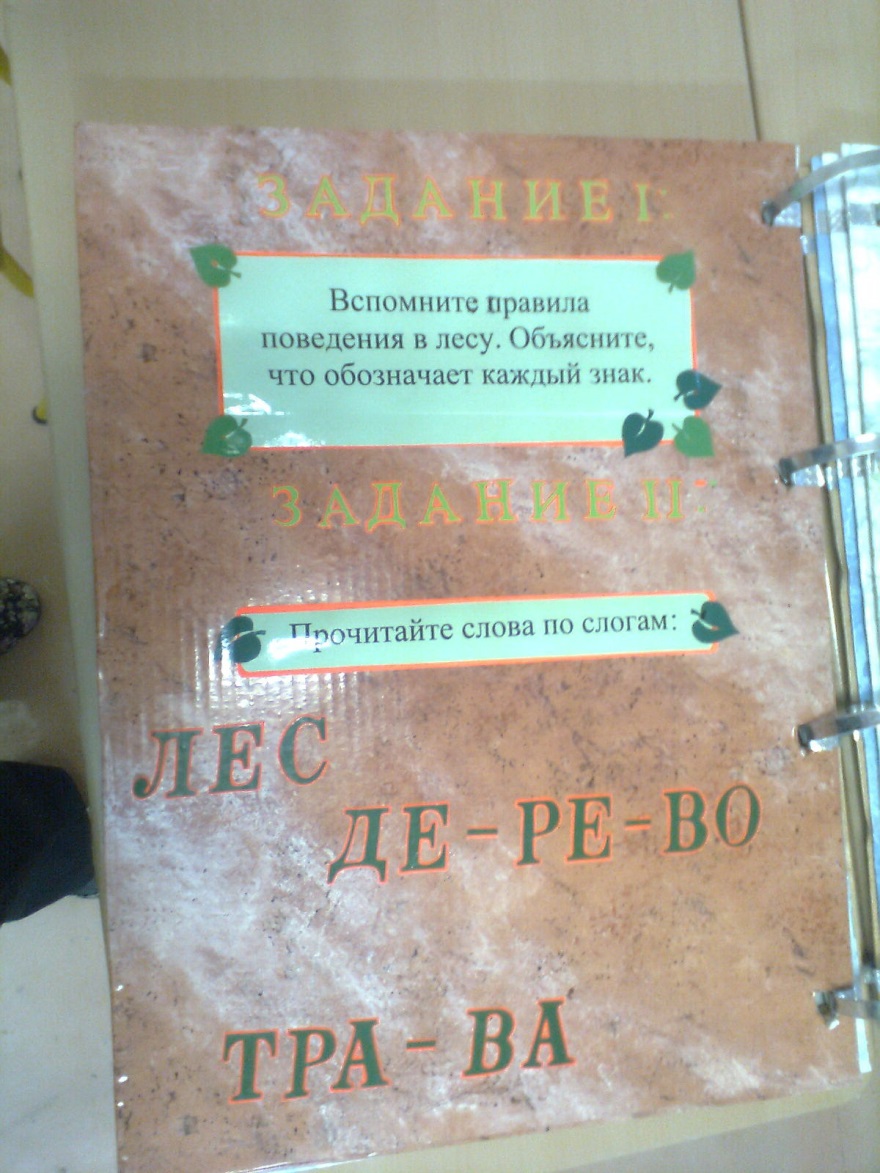 ЗАДАНИЕ I:
Вспомните правила
поведения в лесу. Объясните,
что обозначает каждый знак.
ЗАДАНИЕ II:
Прочитайте слова по слогам:
ЛЕС
ДЕ-РЕ-ВО
ТРА-ВА